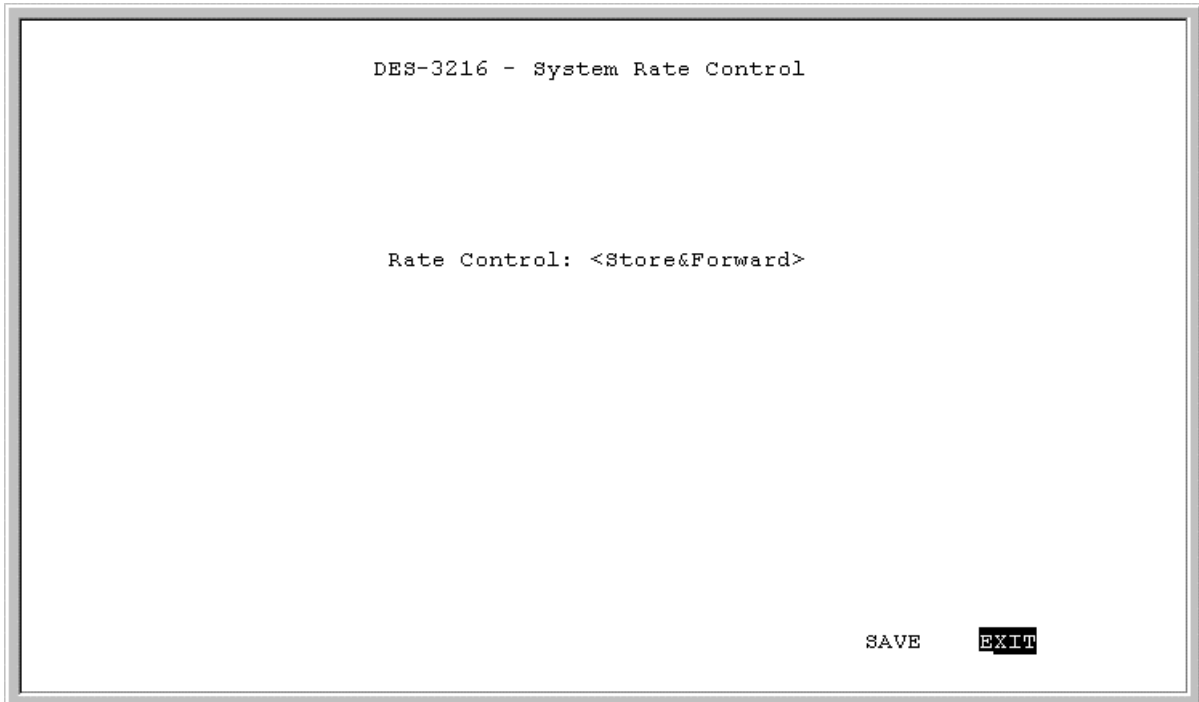 DES-3216 - System Rate Control
Rate Control: <Store&Forward>
SAVE EXIT